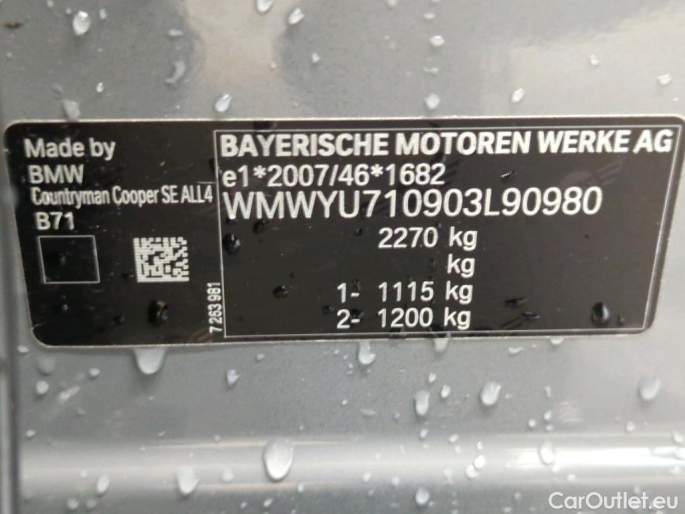 Made by
BMW
Countryman Cooper SE ALL4
B71
7 263 981
BAYERISCHE MOTOREN WERKE AG
e1*2007/46*1682
WMWYU710903L90980
2270 kg
kg
1- 1115 kg
2- 1200 kg
CarOutlet.eu